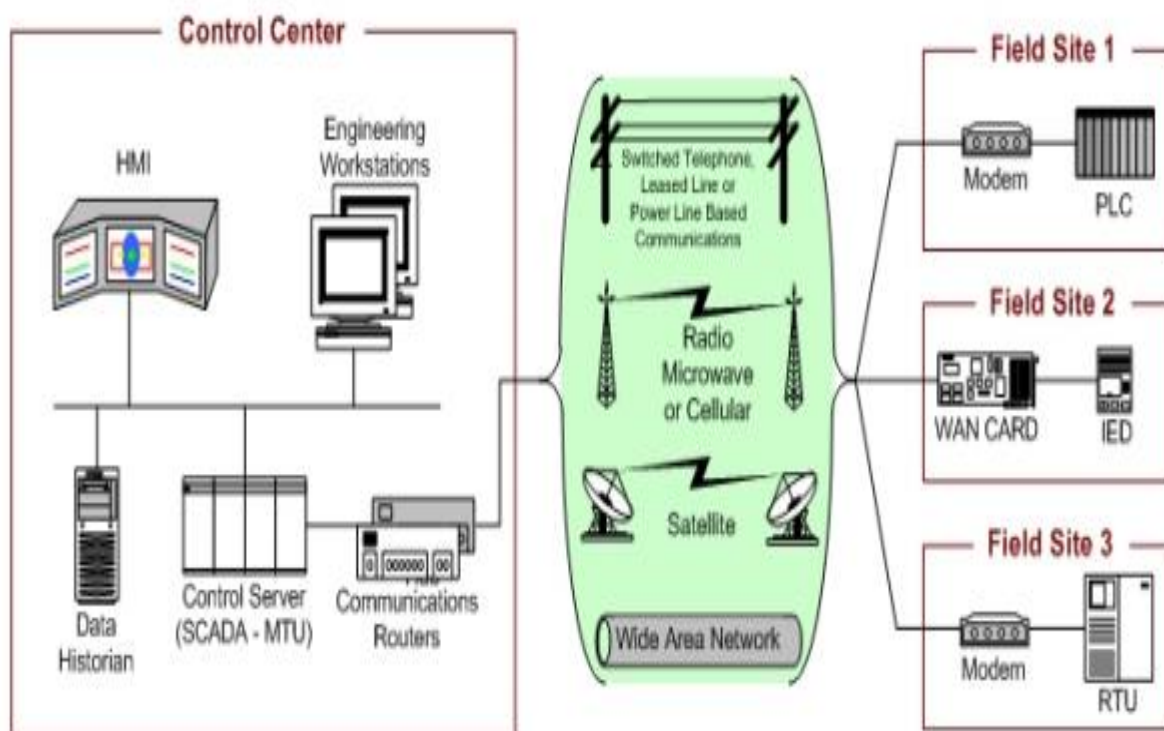 Control Center
HMI
Engineering
Workstations
Data
Historian
Control Server
(SCADA - MTU)
Communications
Routers
Switched Telephone,
Leased Line or
Power Line Based
Communications
Radio
Microwave
or Cellular
Satellite
Wide Area Network
Field Site 1
Modem
PLC
Field Site 2
WAN CARD
IED
Field Site 3
Modem
RTU